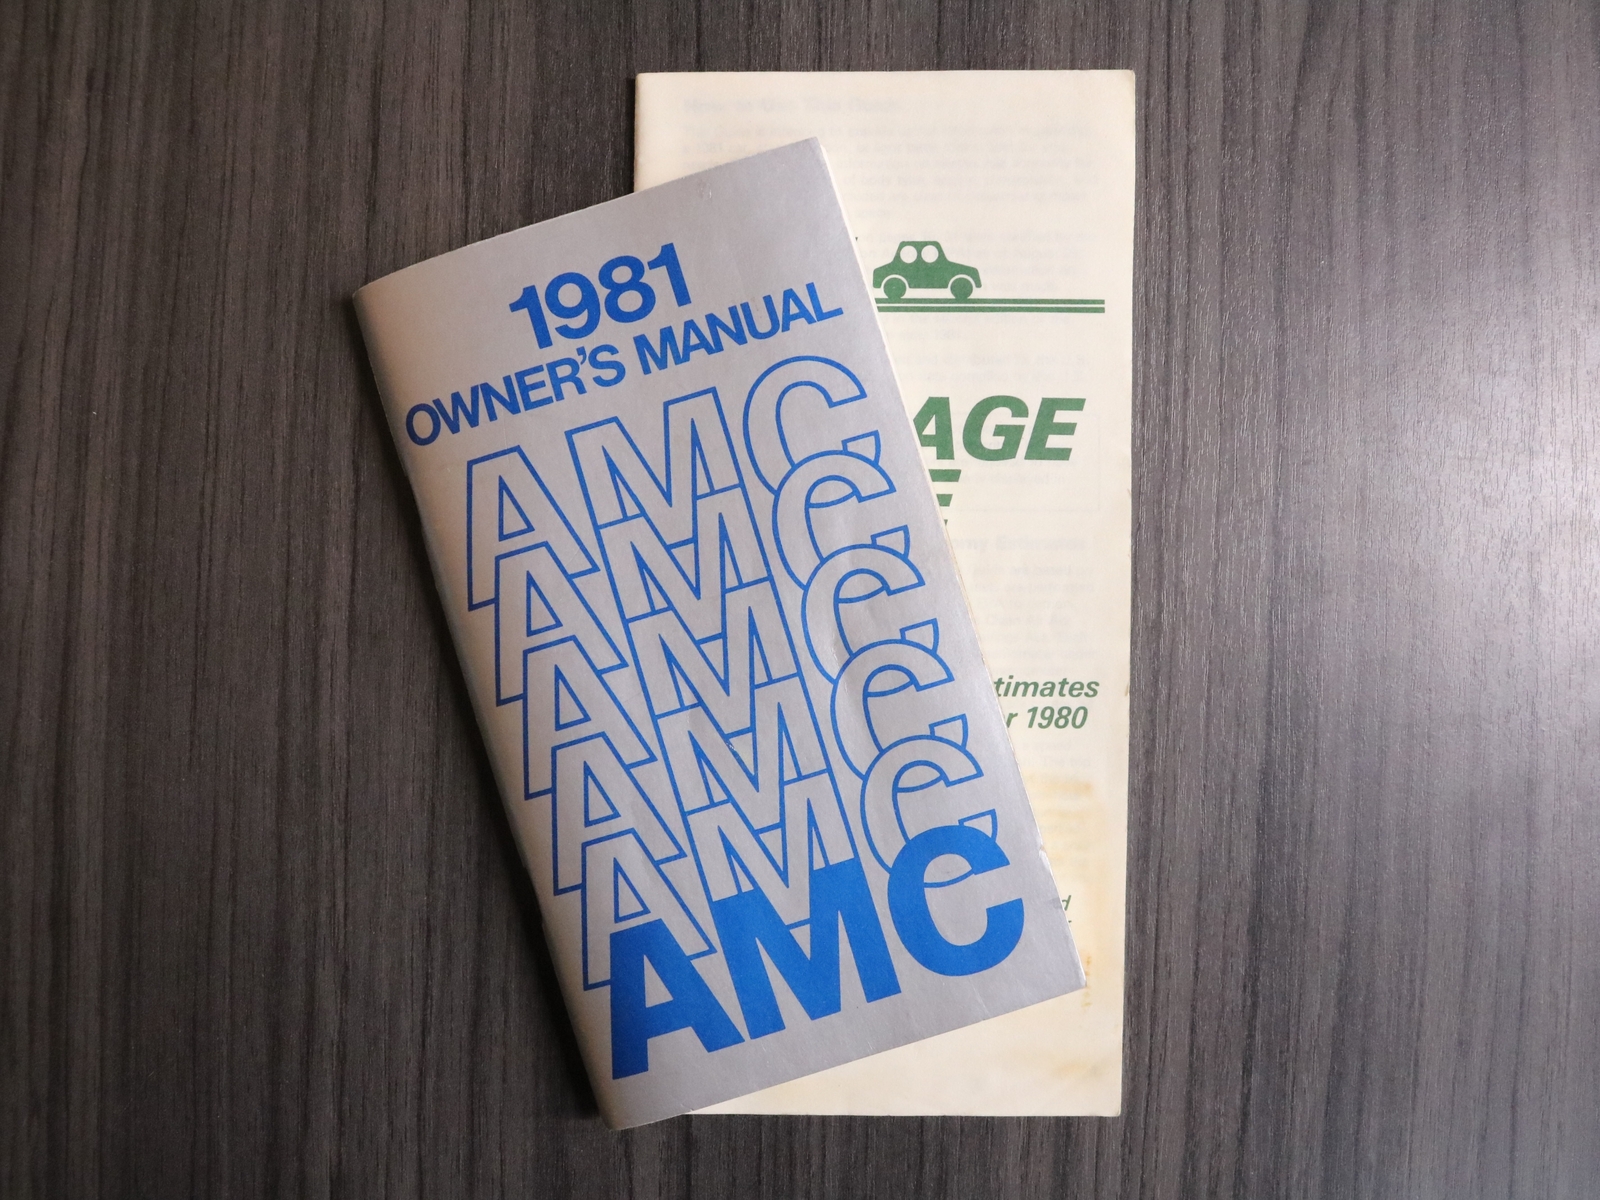 1981
OWNER'S MANUAL
AMC
AMC
AMC
AMC
AMC
AMC
AGE
E
timates
r 1980
d